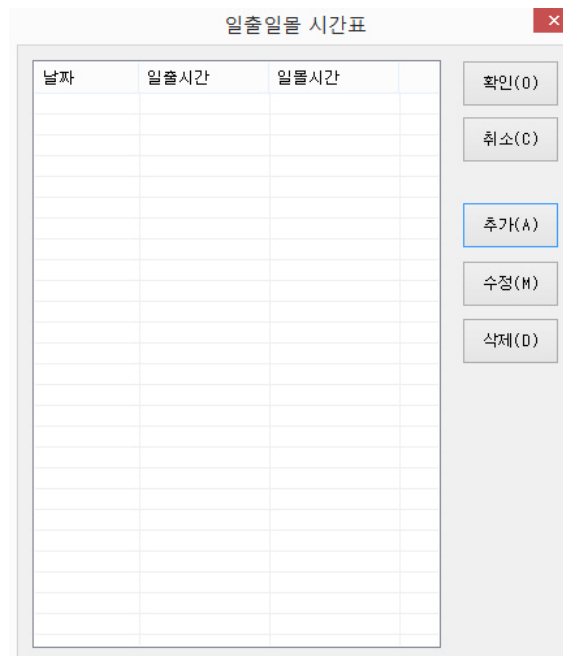 일출일몰 시간표
날짜 일출시간 일몰시간
확인(O)
취소(C)
추가(A)
수정(M)
삭제(D)